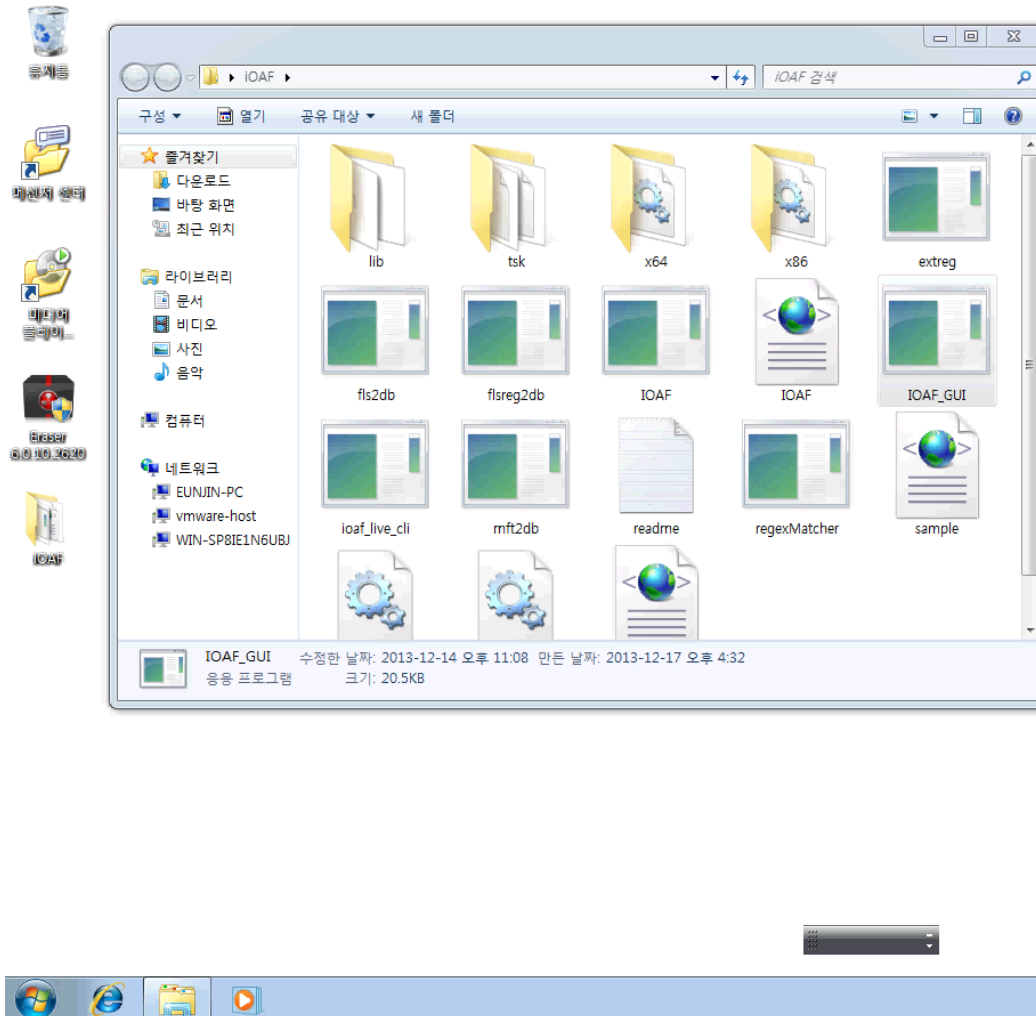 휴지통
메신저 센터
미디어
플레이...
Eraser
6.0.10.2620
iOAF
iOAF
iOAF 검색
구성
열기
공유 대상
새 폴더
즐겨찾기
다운로드
바탕 화면
최근 위치
라이브러리
문서
비디오
사진
음악
컴퓨터
네트워크
EUNJIN-PC
vmware-host
WIN-SP8IE1N6UBJ
lib
tsk
x64
x86
extreg
fls2db
flsreg2db
IOAF
IOAF
IOAF_GUI
ioaf_live_cli
mft2db
readme
regexMatcher
sample
IOAF_GUI 수정한 날짜: 2013-12-14 오후 11:08 만든 날짜: 2013-12-17 오후 4:32
응용 프로그램 크기: 20.5KB